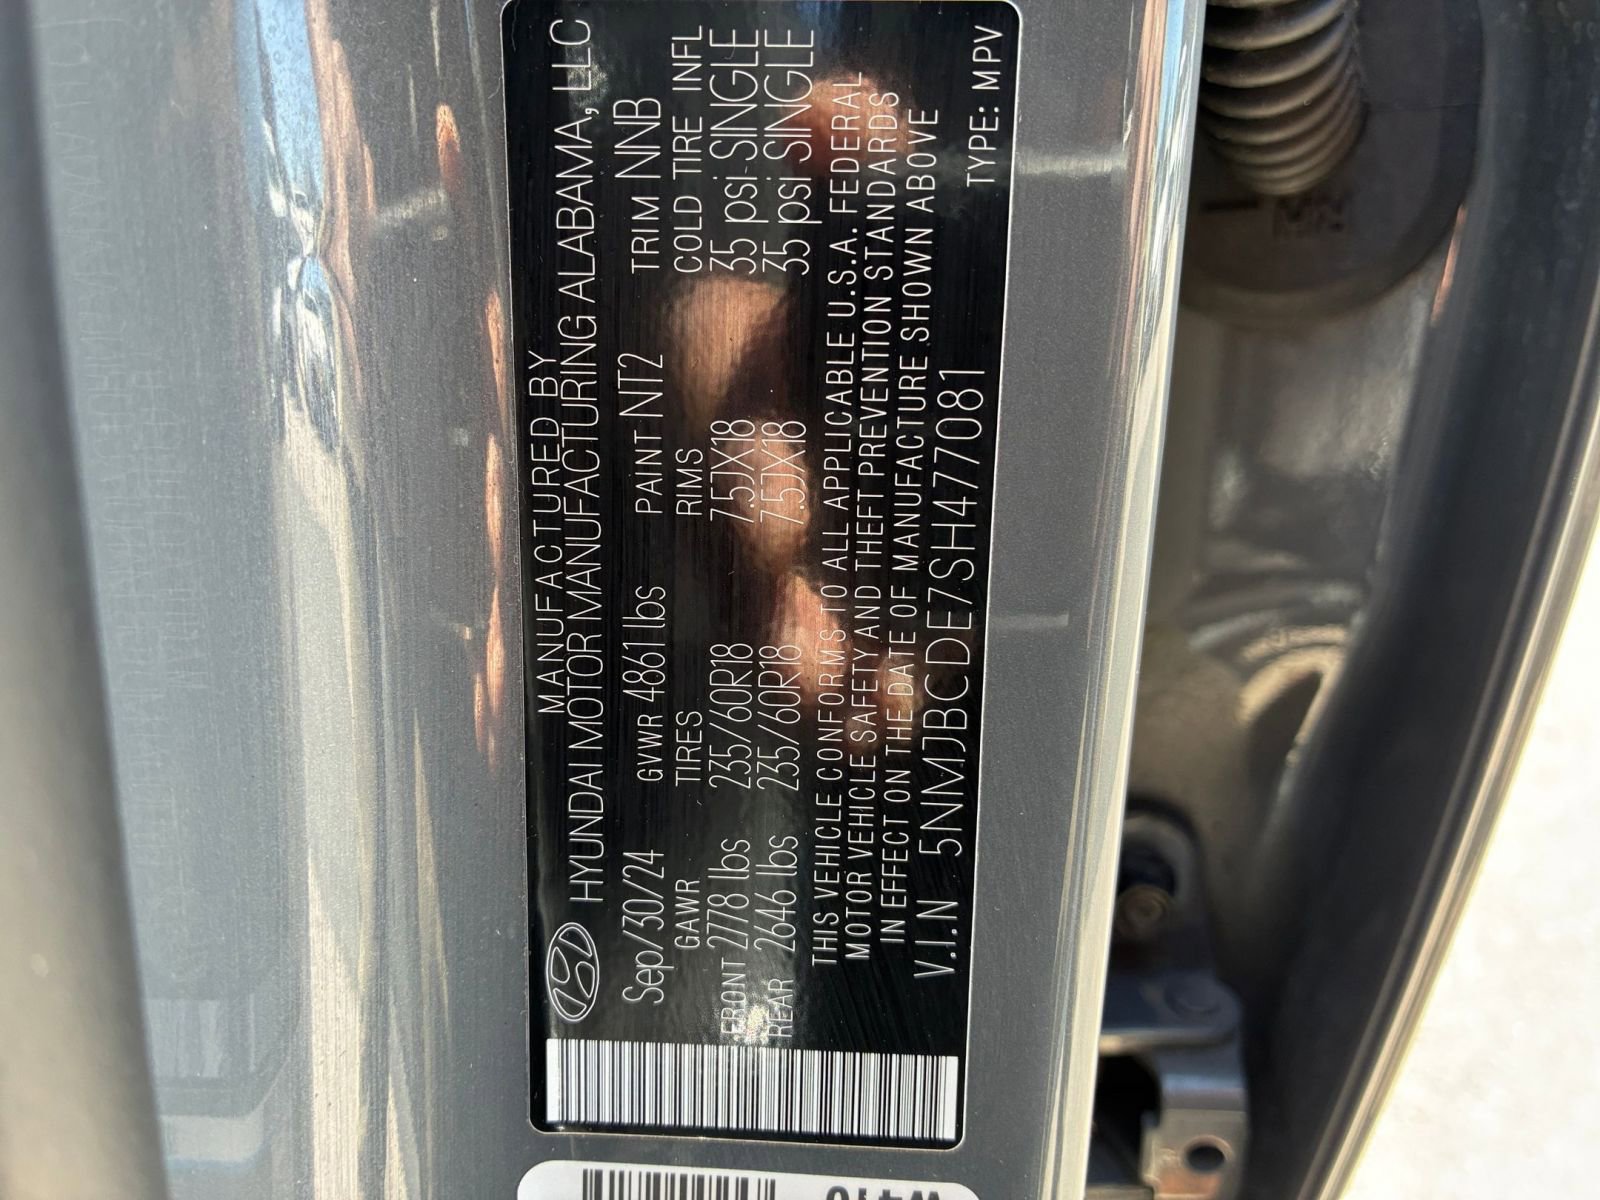 MANUFACTURED BY
HYUNDAI MOTOR MANUFACTURING ALABAMA, LLC
Sep/30/24 GVWR 4861 lbs PAINT NT2 TRIM NNB
GAWR TIRES RIMS COLD TIRE INFL
FRONT 2778 lbs 235/60R18 7.5JX18 35 psi-SINGLE
REAR 2646 lbs 235/60R18 7.5JX18 35 psi SINGLE
THIS VEHICLE CONFORMS TO ALL APPLICABLE U.S.A. FEDERAL
MOTOR VEHICLE SAFETY AND THEFT PREVENTION STANDARDS
IN EFFECT ON THE DATE OF MANUFACTURE SHOWN ABOVE
V.I.N 5NMJBCDE7SH477081 TYPE: MPV